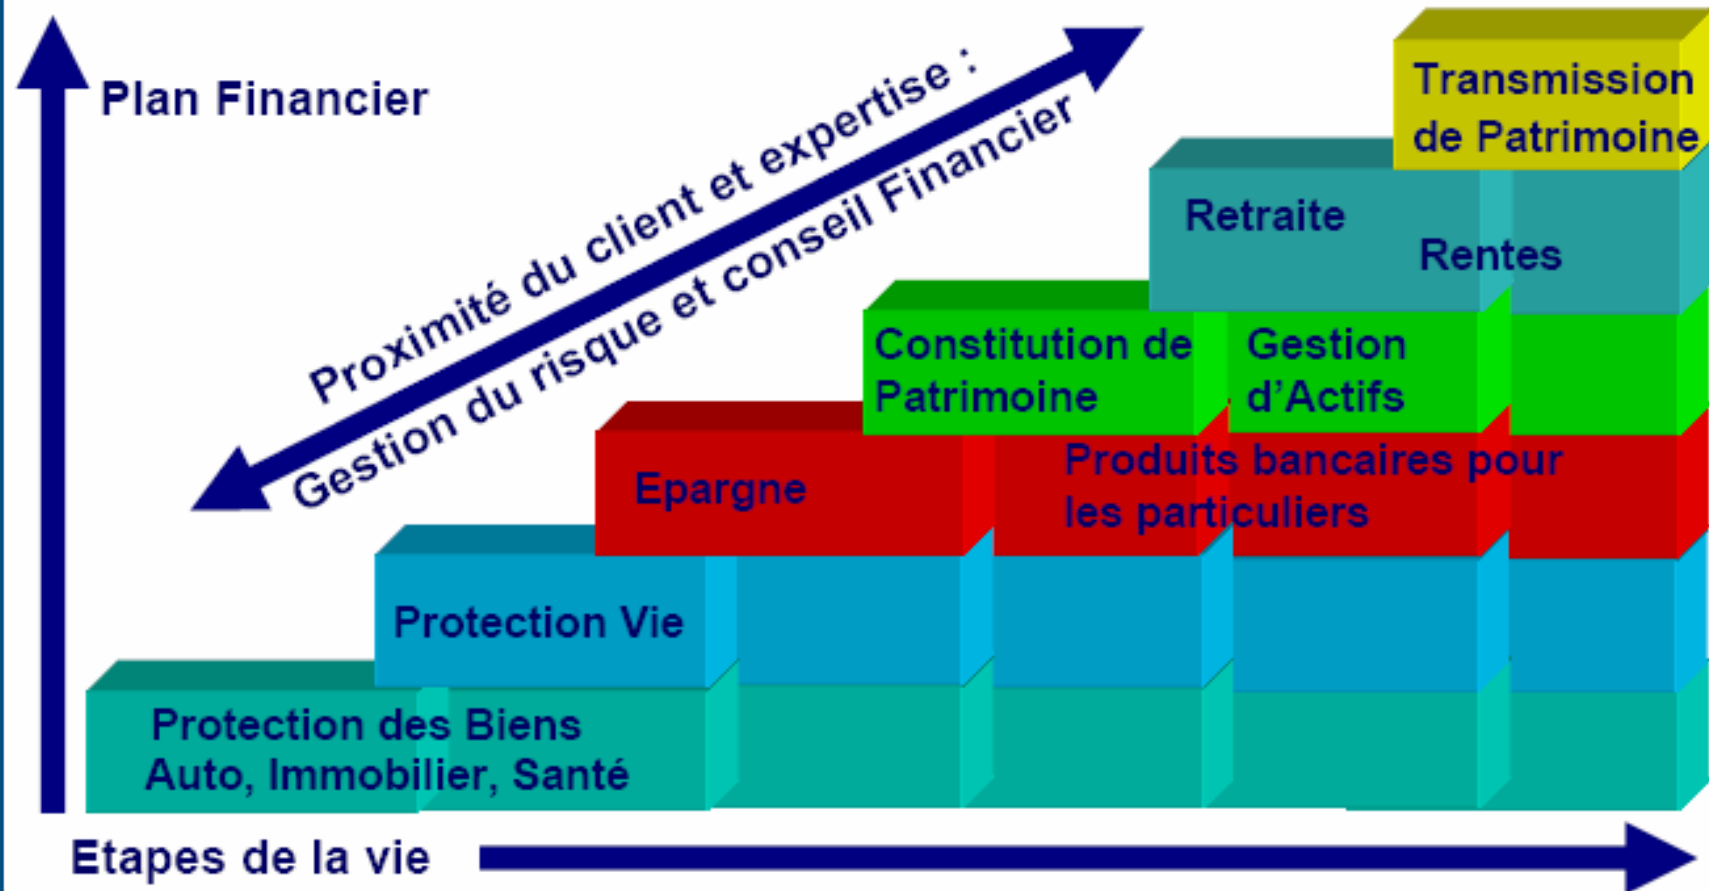 Plan Financier
Proximité du client et expertise :
Gestion du risque et conseil Financier
Transmission
de Patrimoine
Retraite
Rentes
Constitution de
Patrimoine
Gestion
d’Actifs
Epargne
Produits bancaires pour
les particuliers
Protection Vie
Protection des Biens
Auto, Immobilier, Santé
Etapes de la vie